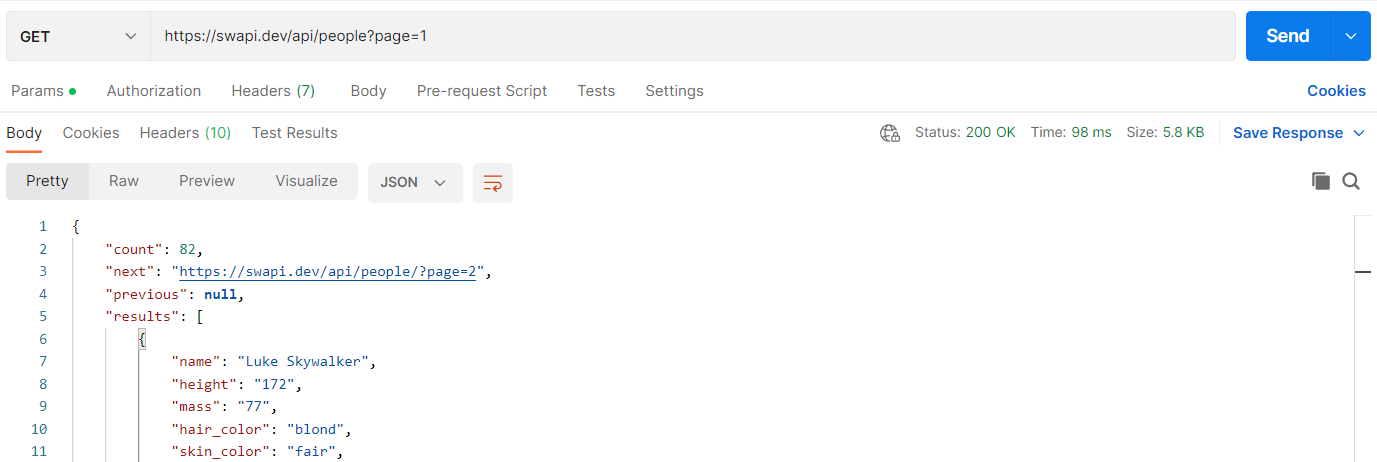 GET https://swapi.dev/api/people?page=1 Send
Params Authorization Headers (7) Body Pre-request Script Tests Settings Cookies
Body Cookies Headers (10) Test Results Status: 200 OK Time: 98 ms Size: 5.8 KB Save Response
Pretty Raw Preview Visualize JSON
1 {
2 "count": 82,
3 "next": "https://swapi.dev/api/people/?page=2",
4 "previous": null,
5 "results": [
6 {
7 "name": "Luke Skywalker",
8 "height": "172",
9 "mass": "77",
10 "hair_color": "blond",
11 "skin_color": "fair",